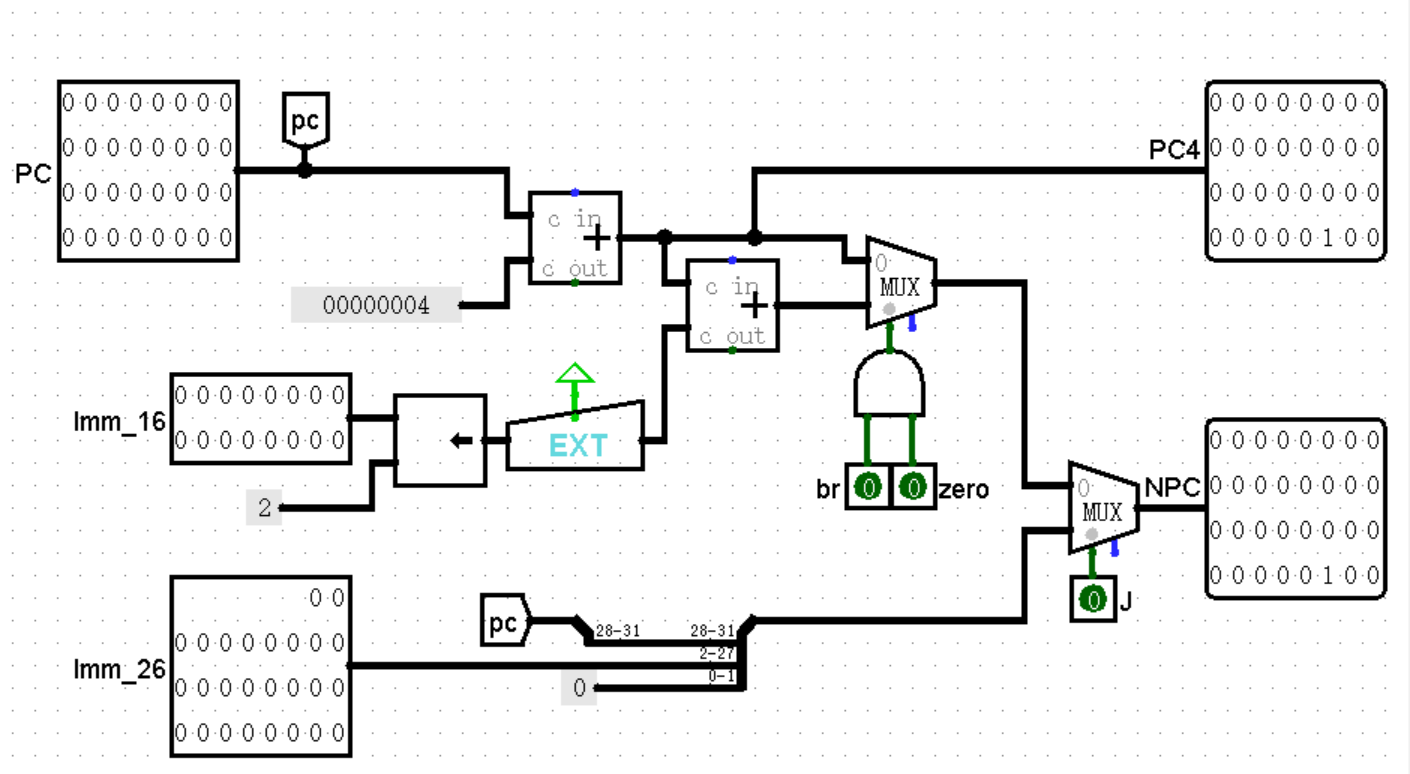 PC
0 0 0 0 0 0 0 0
0 0 0 0 0 0 0 0
0 0 0 0 0 0 0 0
0 0 0 0 0 0 0 0
pc
c in
+
c out
00000004
PC4
0 0 0 0 0 0 0 0
0 0 0 0 0 0 0 0
0 0 0 0 0 0 0 0
0 0 0 0 0 1 0 0
c in
+
c out
0
MUX
Imm_16
0 0 0 0 0 0 0 0
0 0 0 0 0 0 0 0
2
EXT
br 0 0 zero
0
MUX
0 J
NPC
0 0 0 0 0 0 0 0
0 0 0 0 0 0 0 0
0 0 0 0 0 0 0 0
0 0 0 0 0 1 0 0
Imm_26
0 0
0 0 0 0 0 0 0 0
0 0 0 0 0 0 0 0
0 0 0 0 0 0 0 0
pc
28-31
28-31
2-27
0-1
0